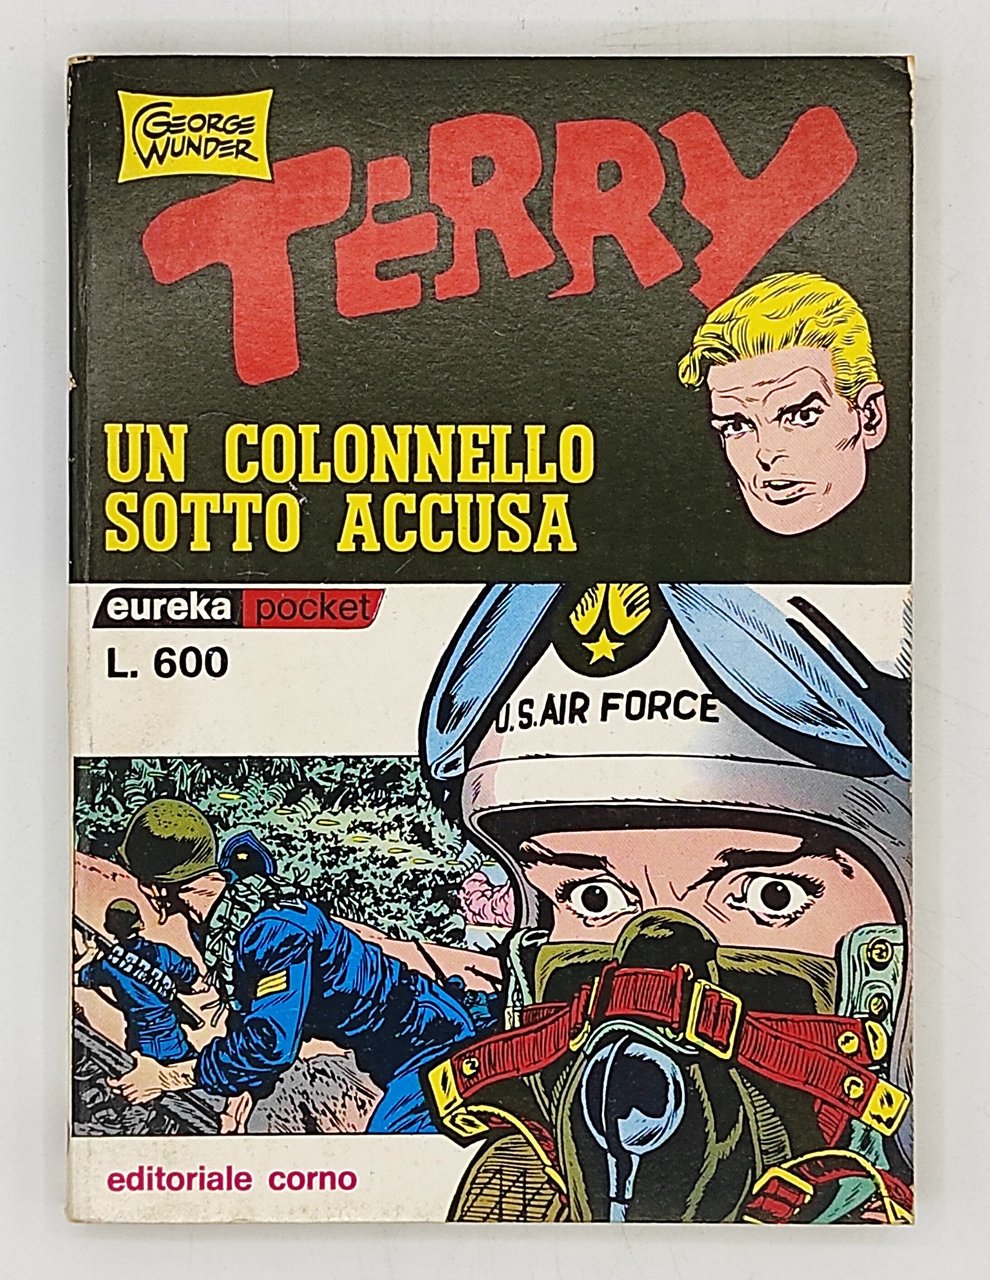 GEORGE
WUNDER
TERRY
UN COLONNELLO
SOTTO ACCUSA
eureka pocket
L. 600
U.S. AIR FORCE
editoriale corno